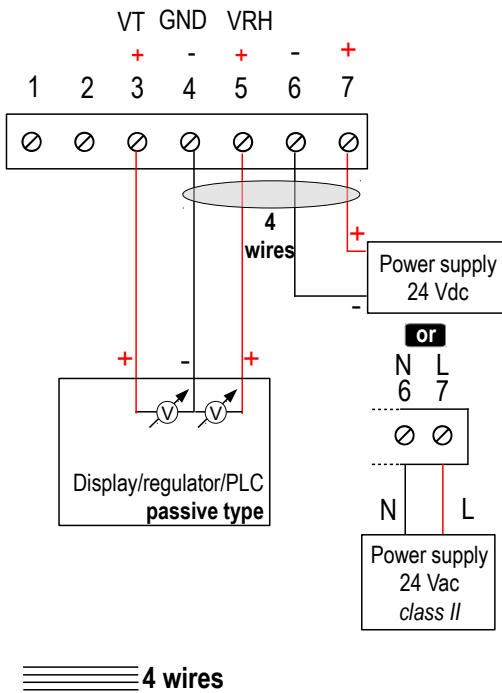 VT GND VRH
+ - + - +
1 2 3 4 5 6 7
4
wires
+
Power supply
24 Vdc
-
or
+ - +
N L
6 7
V V
Display/regulator/PLC
passive type
N L
Power supply
24 Vac
class II
4 wires